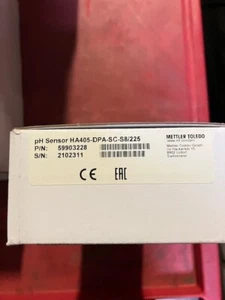 pH Sensor HA405-DPA-SC-S8/225
P/N: 59903228
S/N: 2102311
METTLER TOLEDO
CE
EAC